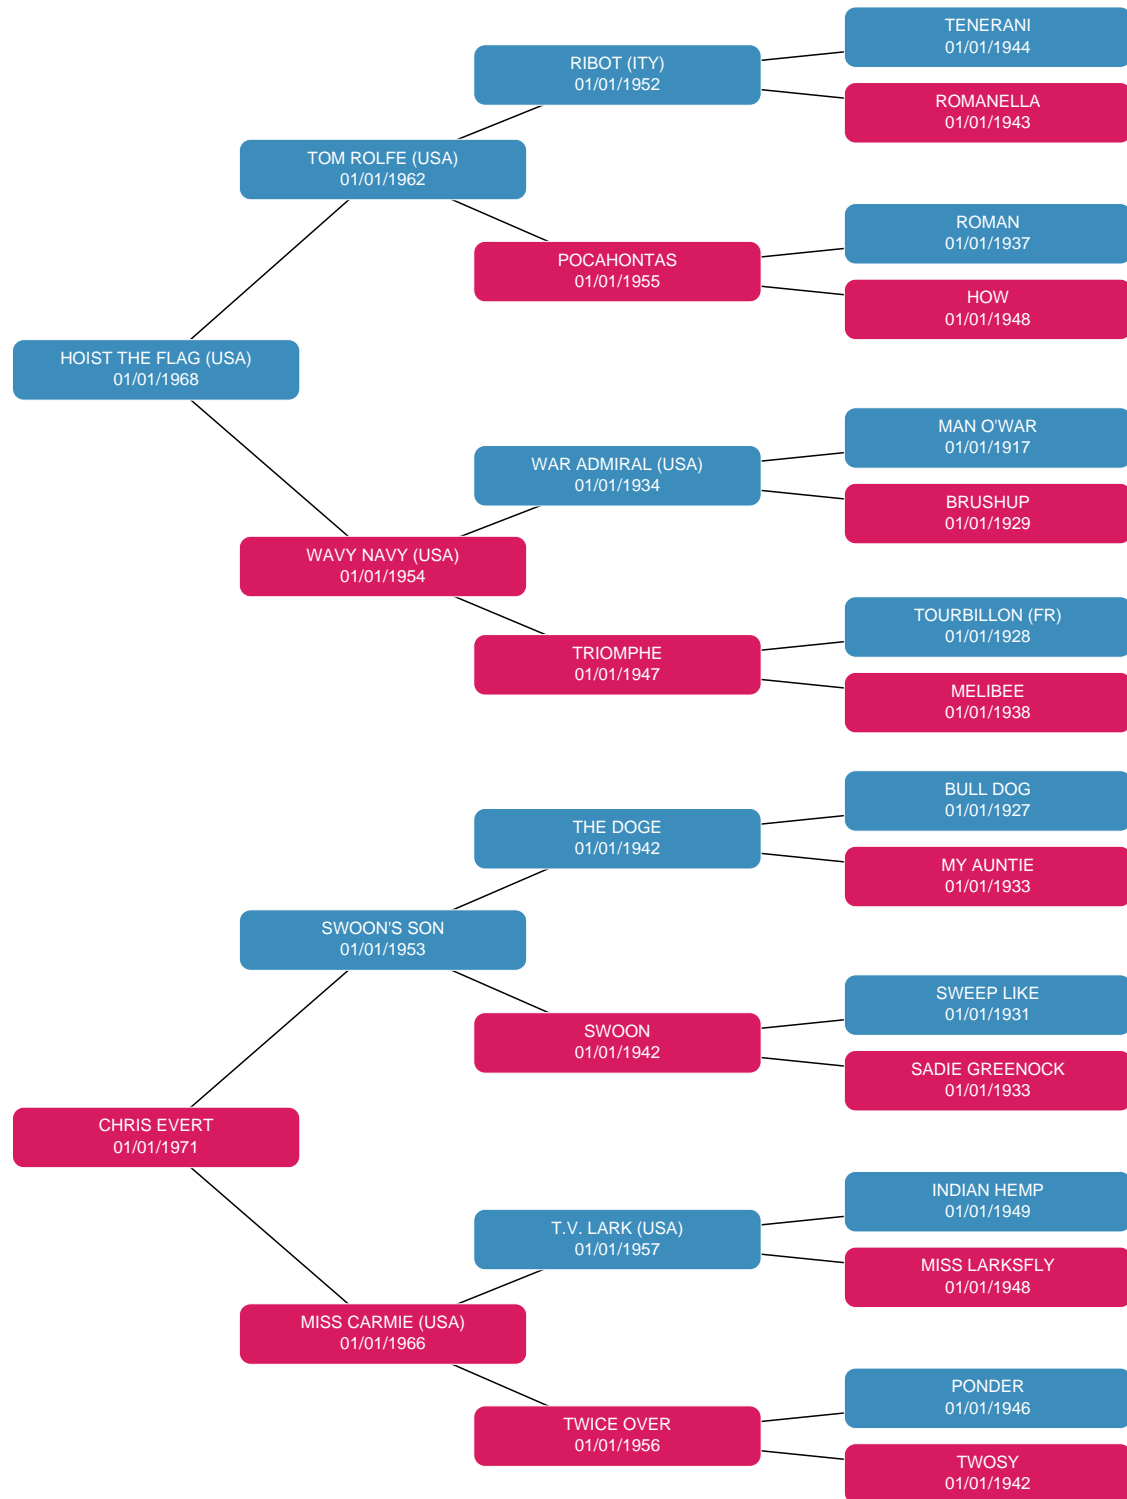 TENERANI
01/01/1944
RIBOT (ITY)
01/01/1952
ROMANELLA
01/01/1943
TOM ROLFE (USA)
01/01/1962
ROMAN
01/01/1937
POCAHONTAS
01/01/1955
HOW
01/01/1948
HOIST THE FLAG (USA)
01/01/1968
MAN O'WAR
01/01/1917
WAR ADMIRAL (USA)
01/01/1934
BRUSHUP
01/01/1929
WAVY NAVY (USA)
01/01/1954
TOURBILLON (FR)
01/01/1928
TRIOMPHE
01/01/1947
MELIBEE
01/01/1938
BULL DOG
01/01/1927
THE DOGE
01/01/1942
MY AUNTIE
01/01/1933
SWOON'S SON
01/01/1953
SWEEP LIKE
01/01/1931
SWOON
01/01/1942
SADIE GREENOCK
01/01/1933
CHRIS EVERT
01/01/1971
INDIAN HEMP
01/01/1949
T.V. LARK (USA)
01/01/1957
MISS LARKSFLY
01/01/1948
MISS CARMIE (USA)
01/01/1966
PONDER
01/01/1946
TWICE OVER
01/01/1956
TWOSY
01/01/1942